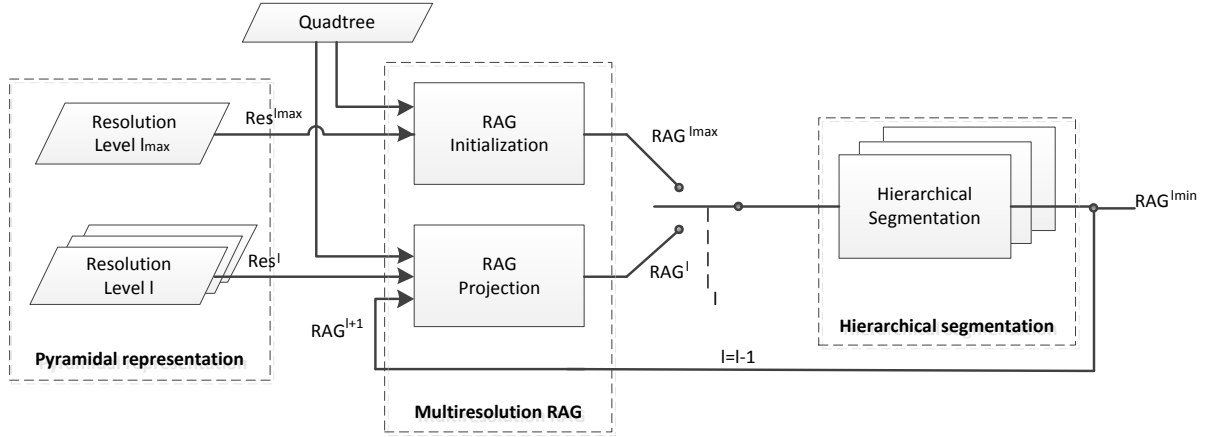 Quadtree
Resolution
Level lmax
Res^lmax
RAG
Initialization
RAG^lmax
Hierarchical
Segmentation
RAG^lmin
Resolution
Level l
Res^l
RAG
Projection
RAG^l
l
RAG^l+1
l=l-1
Pyramidal representation
Multiresolution RAG
Hierarchical segmentation